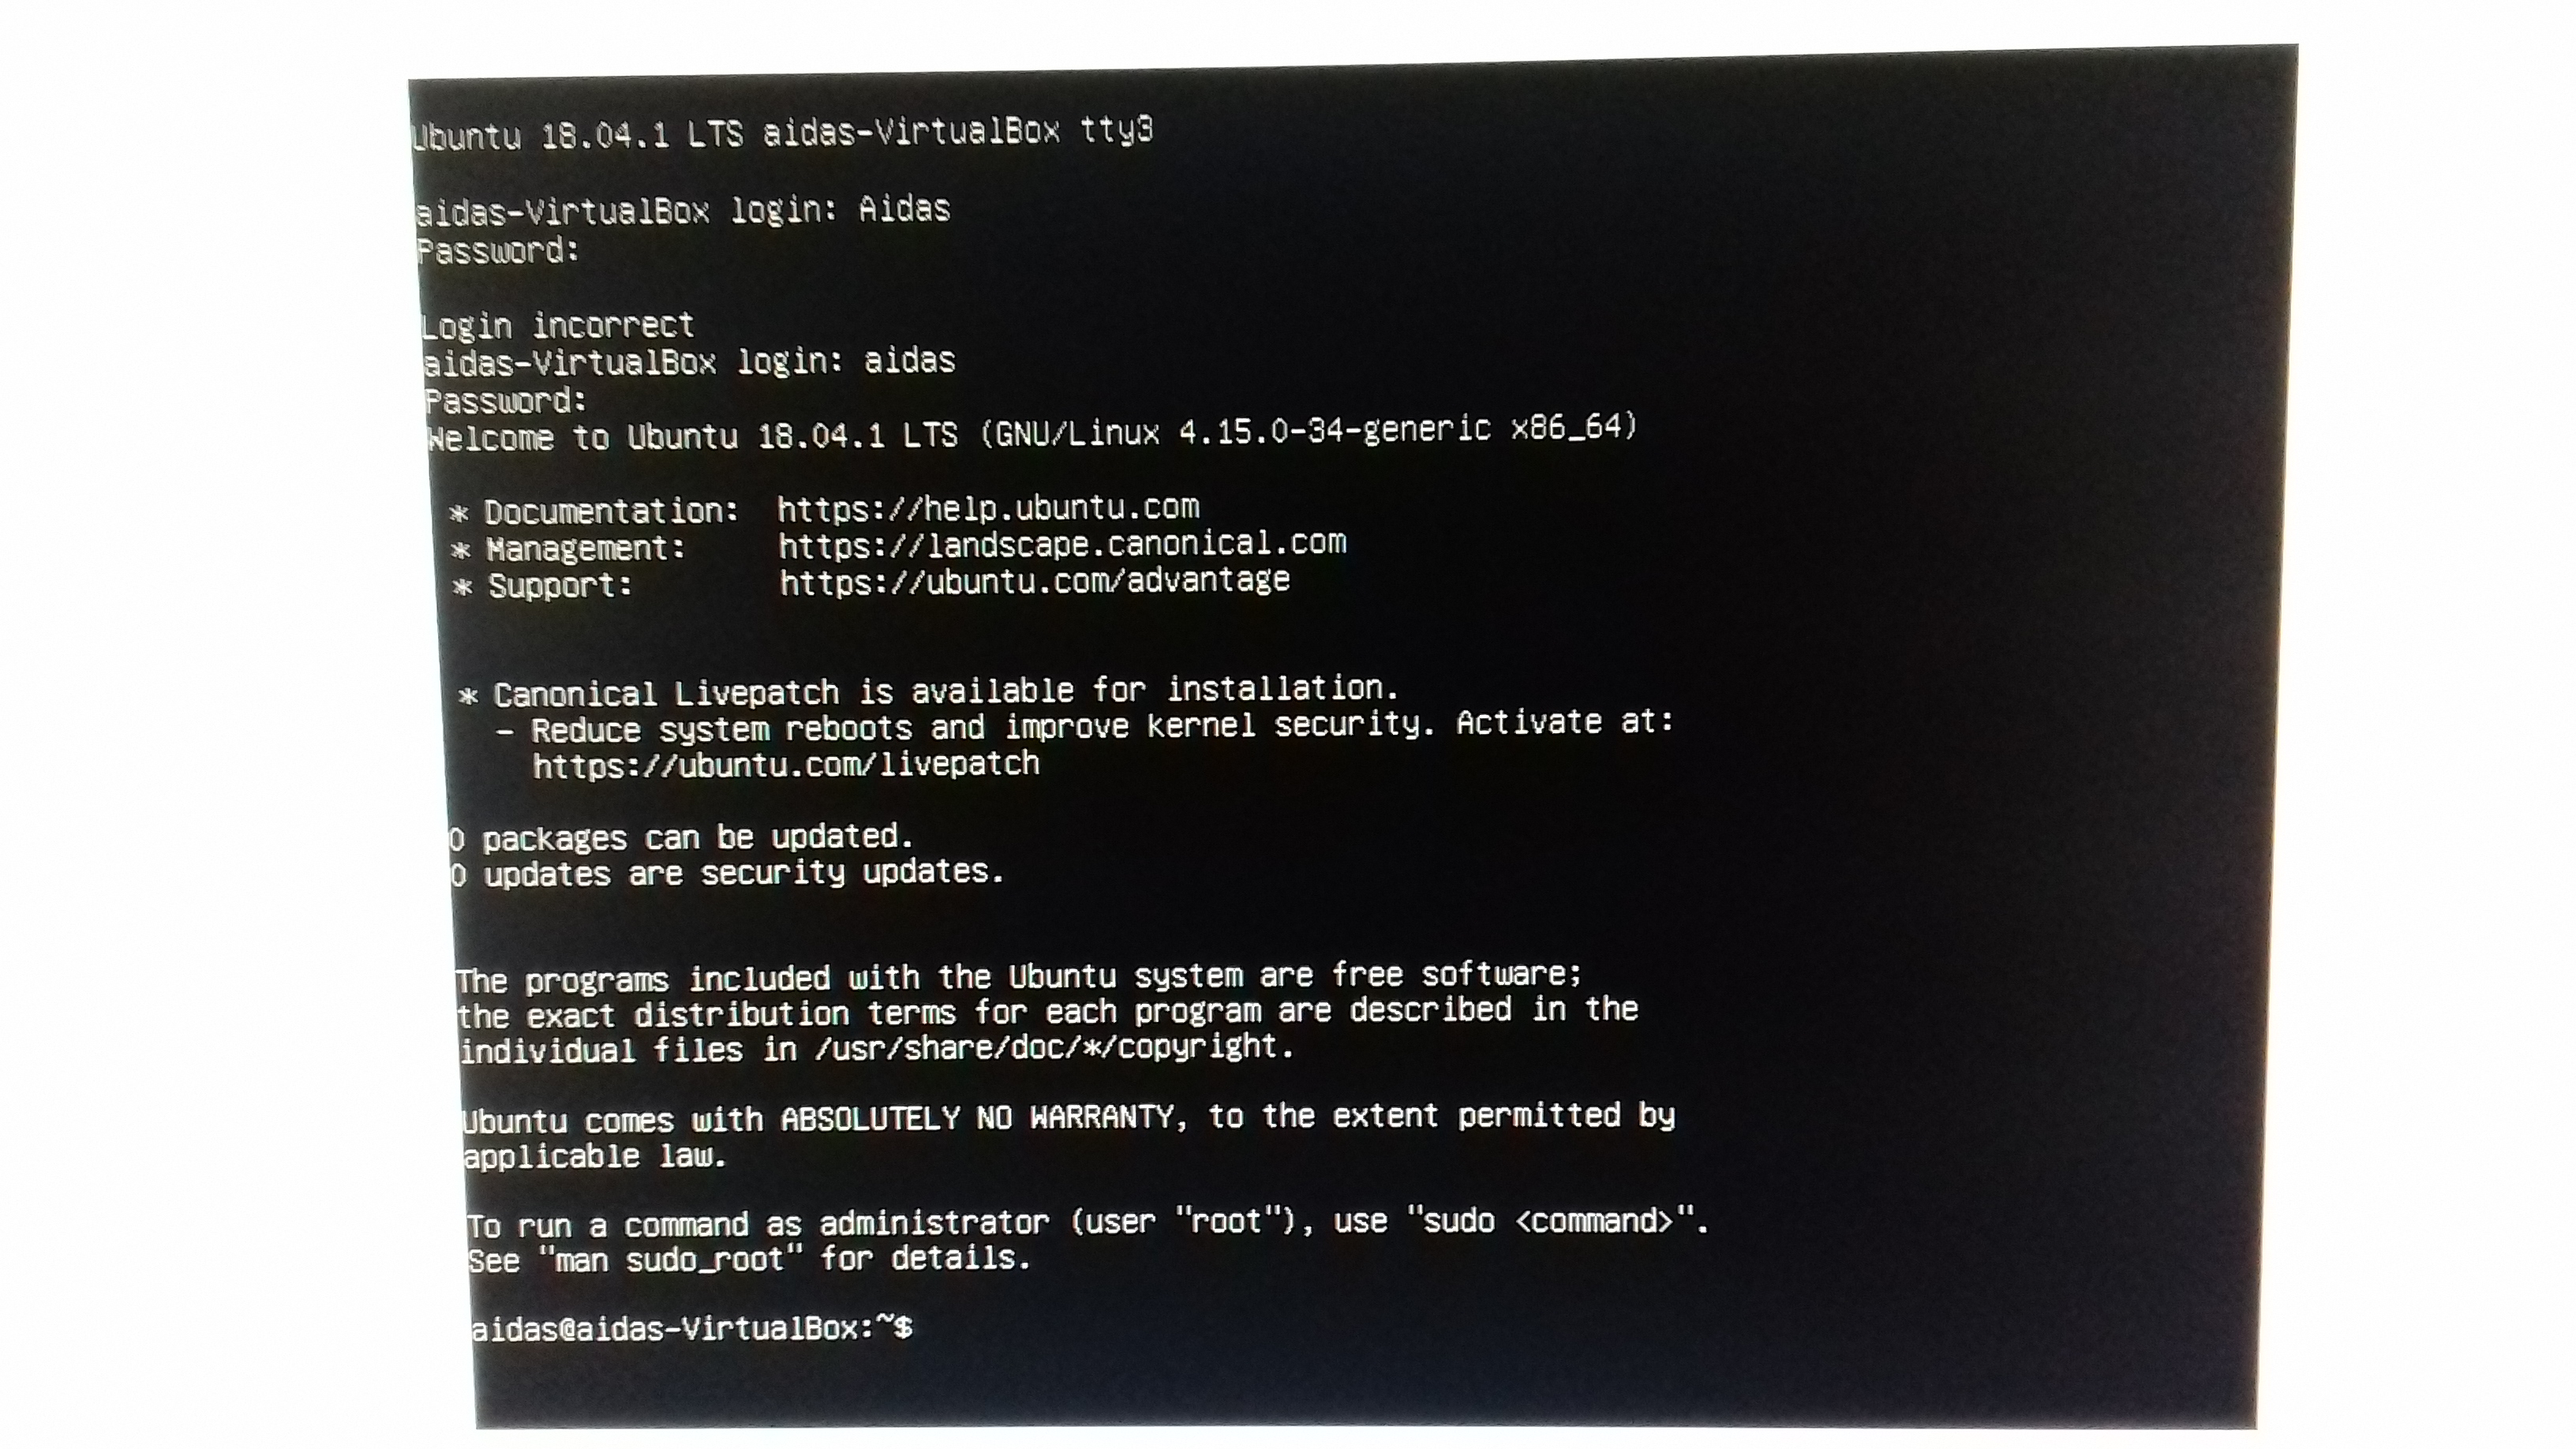 Ubuntu 18.04.1 LTS aidas-VirtualBox tty3
aidas-VirtualBox login: Aidas
Password:
Login incorrect
aidas-VirtualBox login: aidas
Password:
Welcome to Ubuntu 18.04.1 LTS (GNU/Linux 4.15.0-34-generic x86_64)
* Documentation:  https://help.ubuntu.com
* Management:     https://landscape.canonical.com
* Support:        https://ubuntu.com/advantage
* Canonical Livepatch is available for installation.
- Reduce system reboots and improve kernel security. Activate at:
https://ubuntu.com/livepatch
0 packages can be updated.
0 updates are security updates.
The programs included with the Ubuntu system are free software;
the exact distribution terms for each program are described in the
individual files in /usr/share/doc/*/copyright.
Ubuntu comes with ABSOLUTELY NO WARRANTY, to the extent permitted by
applicable law.
To run a command as administrator (user "root"), use "sudo <command>".
See "man sudo_root" for details.
aidas@aidas-VirtualBox:~$